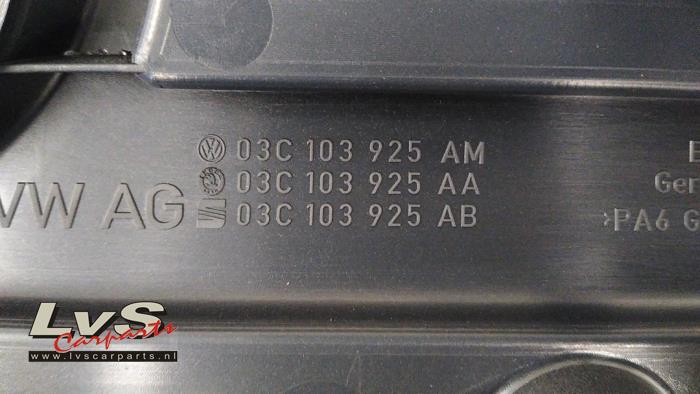 03C 103 925 AM
03C 103 925 AA
VW AG 03C 103 925 AB
Ger
PA6 G
LvS
Carparts
www.lvscarparts.nl